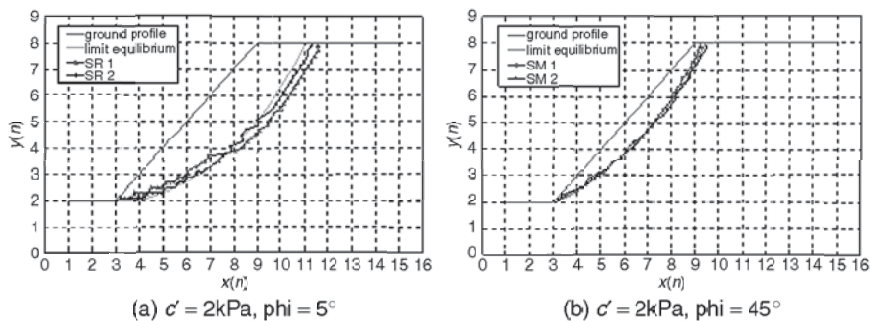 9
8
7
6
5
4
3
2
1
0
y(n)
ground profile
limit equilibrium
SR 1
SR 2
0 1 2 3 4 5 6 7 8 9 10 11 12 13 14 15 16
x(n)
(a) c′ = 2kPa, phi = 5°
9
8
7
6
5
4
3
2
1
0
y(n)
ground profile
limit equilibrium
SM 1
SM 2
0 1 2 3 4 5 6 7 8 9 10 11 12 13 14 15 16
x(n)
(b) c′ = 2kPa, phi = 45°